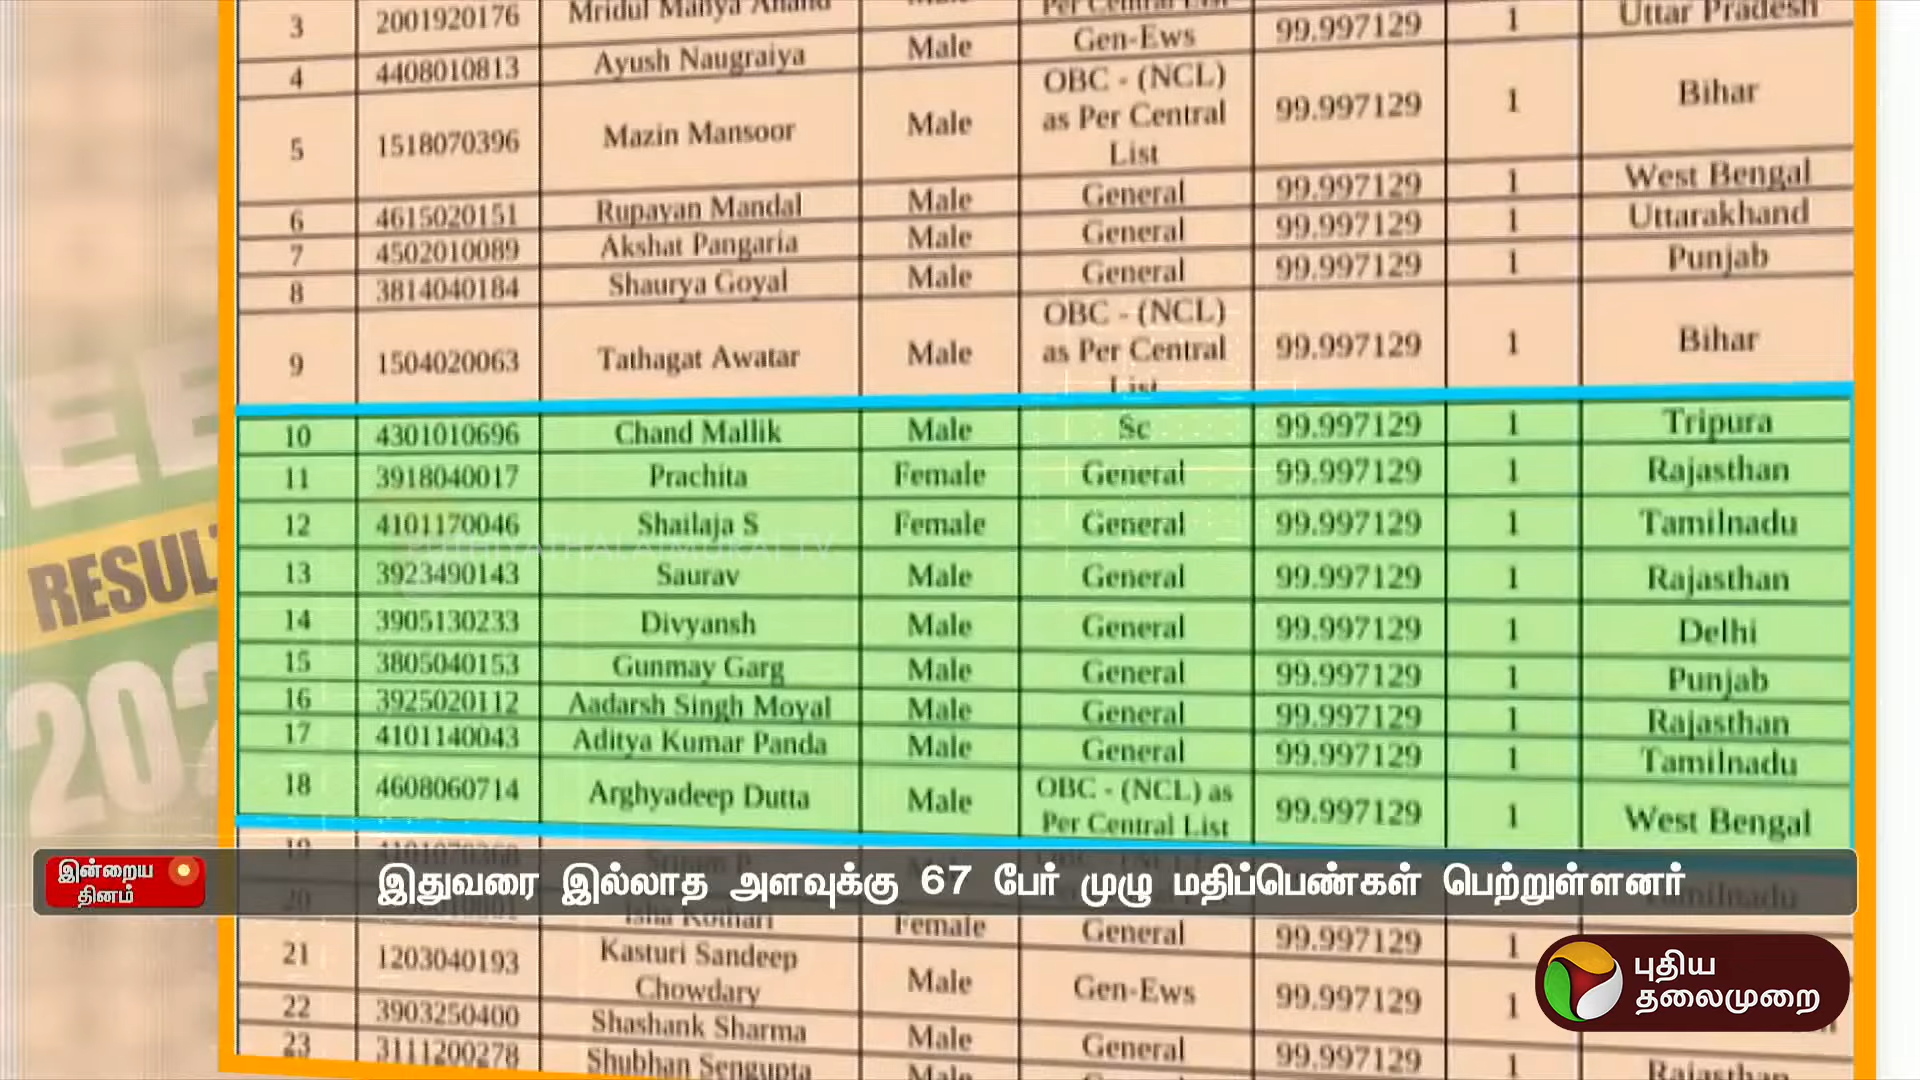 3 2001920176 Mridul Manya Anand Per Central List 1 Uttar Pradesh
4 4408010813 Ayush Naugraiya Male Gen-Ews 99.997129 1
5 1518070396 Mazin Mansoor Male OBC - (NCL) as Per Central List 99.997129 1 Bihar
6 4615020151 Rupayan Mandal Male General 99.997129 1 West Bengal
7 4502010089 Akshat Pangaria Male General 99.997129 1 Uttarakhand
8 3814040184 Shaurya Goyal Male General 99.997129 1 Punjab
9 1504020063 Tathagat Awatar Male OBC - (NCL) as Per Central List 99.997129 1 Bihar
10 4301010696 Chand Mallik Male Sc 99.997129 1 Tripura
11 3918040017 Prachita Female General 99.997129 1 Rajasthan
12 4101170046 Shailaja S Female General 99.997129 1 Tamilnadu
PUTHIYATHALAIMURAI TV
13 3923490143 Saurav Male General 99.997129 1 Rajasthan
14 3905130233 Divyansh Male General 99.997129 1 Delhi
15 3805040153 Gunmay Garg Male General 99.997129 1 Punjab
16 3925020112 Aadarsh Singh Moyal Male General 99.997129 1 Rajasthan
17 4101140043 Aditya Kumar Panda Male General 99.997129 1 Tamilnadu
18 4608060714 Arghyadeep Dutta Male OBC - (NCL) as Per Central List 99.997129 1 West Bengal
19
RESUL
இன்றைய
தினம்
இதுவரை இல்லாத அளவுக்கு 67 பேர் முழு மதிப்பெண்கள் பெற்றுள்ளனர்
20 Isha Kothari Female General 99.997129 1
21 1203040193 Kasturi Sandeep Chowdary Male Gen-Ews 99.997129 1
22 3903250400 Shashank Sharma Male General 99.997129 1
23 3111200278 Shubhan Sengupta Male Rajasthan
புதிய
தலைமுறை